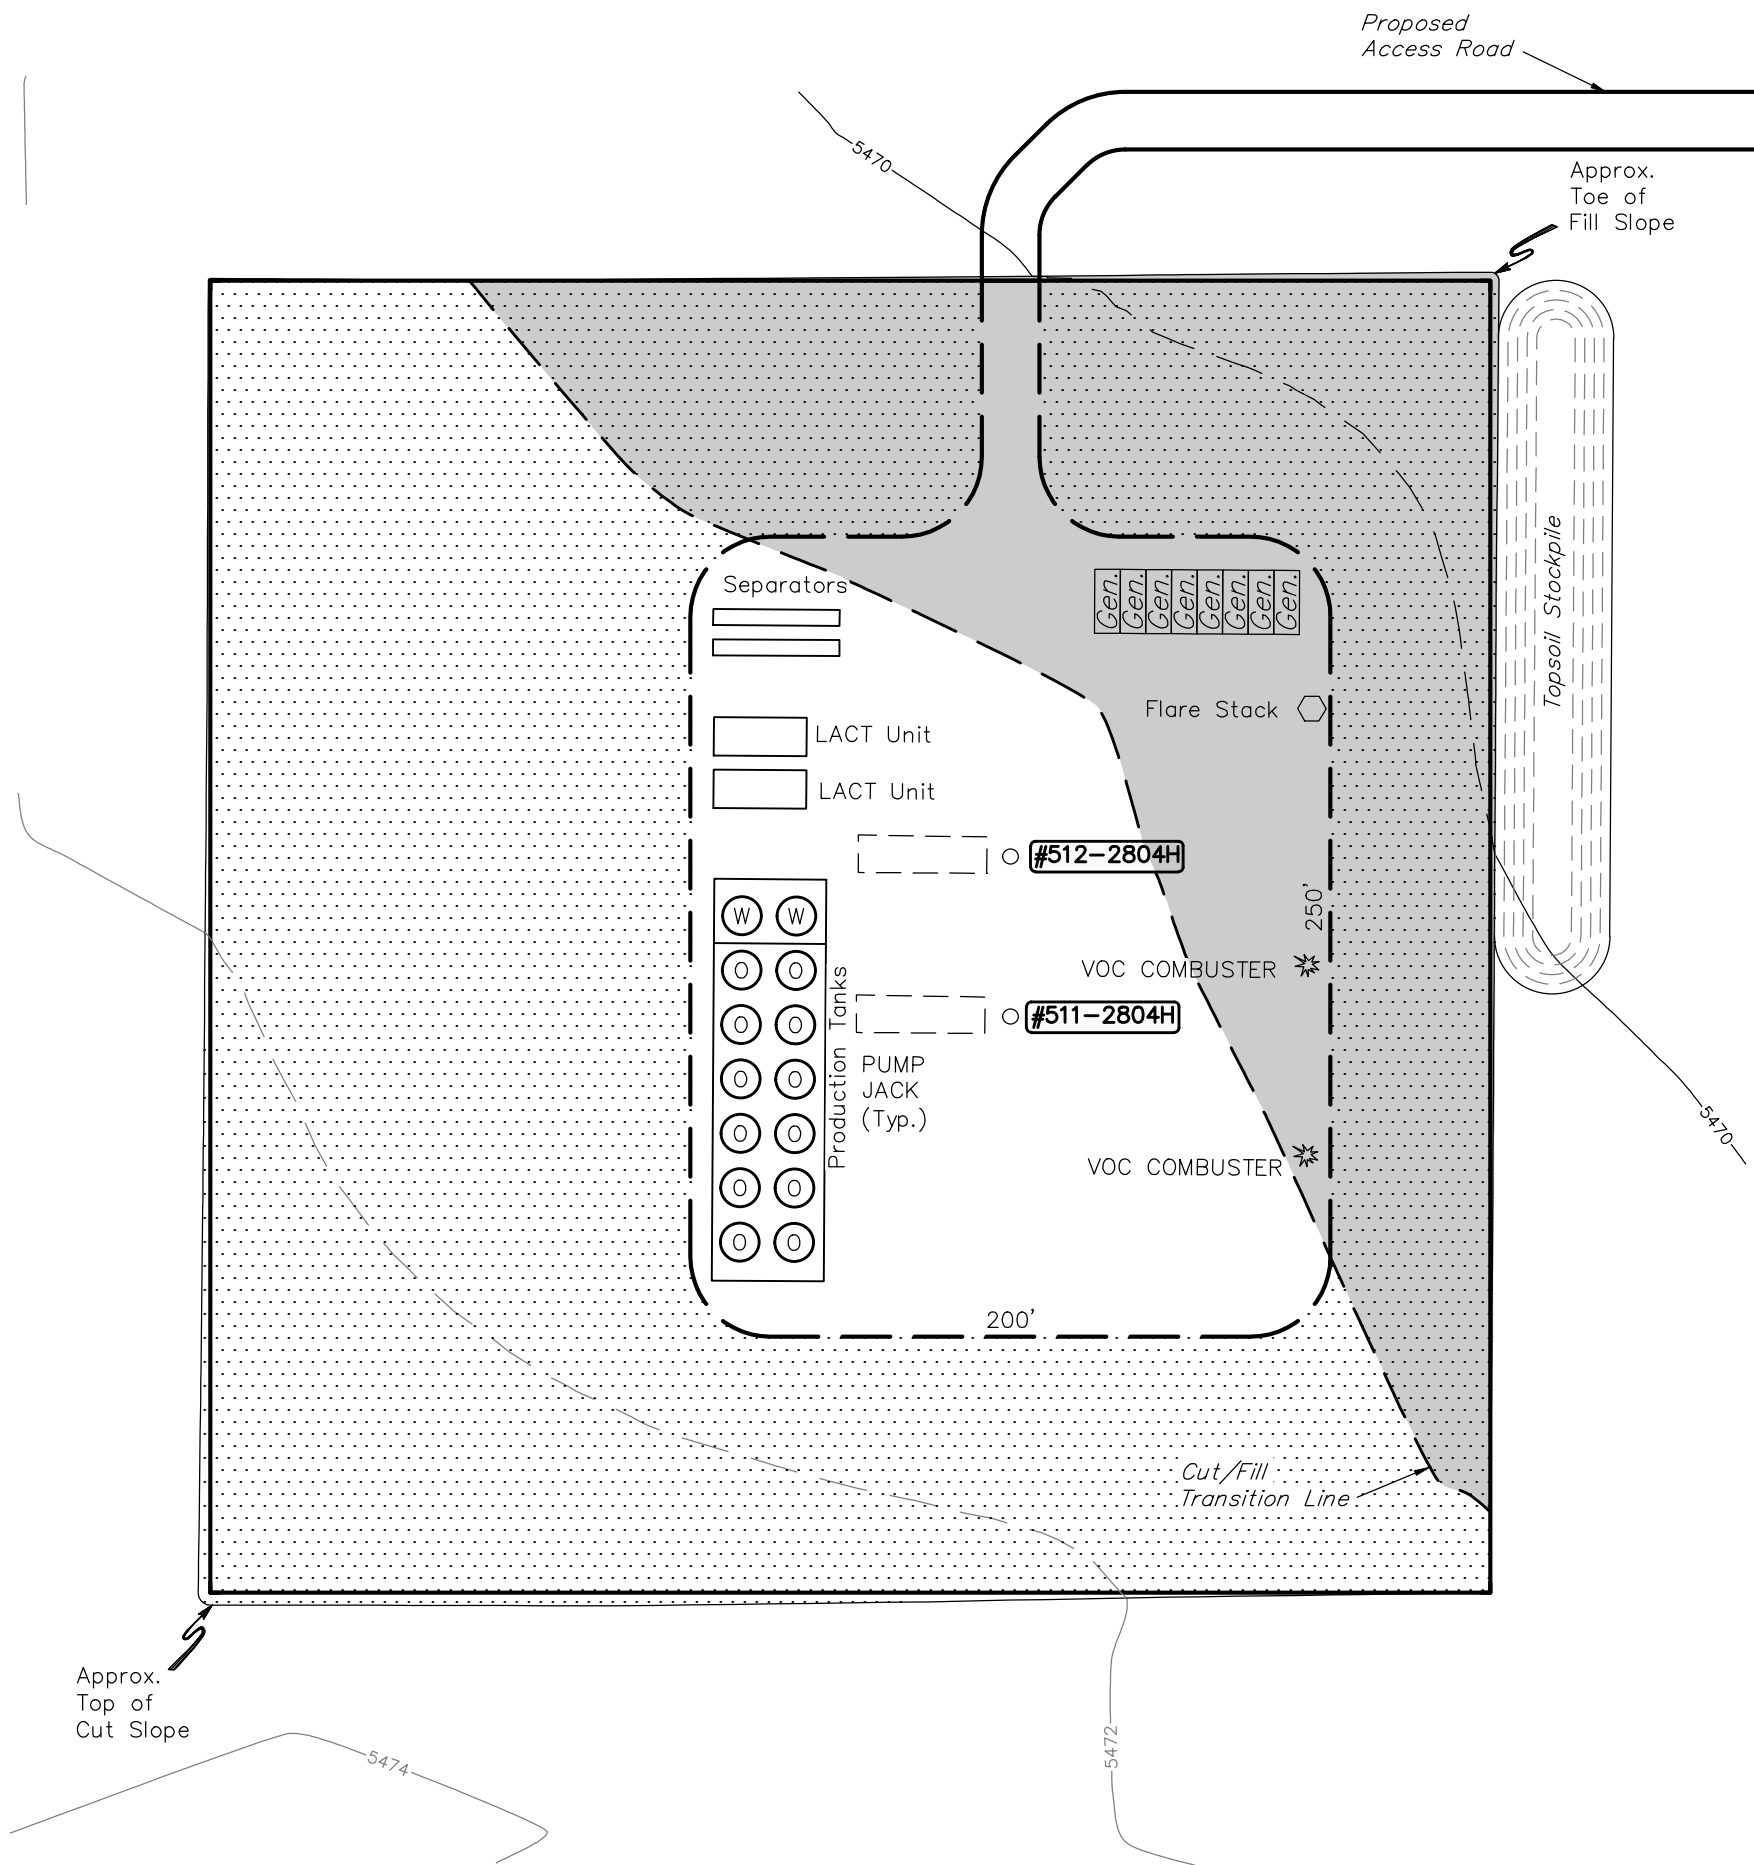 Proposed
Access Road
5470
Approx.
Toe of
Fill Slope
Separators
Gen. Gen. Gen. Gen. Gen. Gen. Gen. Gen.
Topsoil Stockpile
Flare Stack
LACT Unit
LACT Unit
#512-2804H
250'
W W
VOC COMBUSTER
O O
Production Tanks
#511-2804H
O O
PUMP
JACK
(Typ.)
O O
5470
O O
VOC COMBUSTER
O O
O O
200'
Cut/Fill
Transition Line
Approx.
Top of
Cut Slope
5472
5474